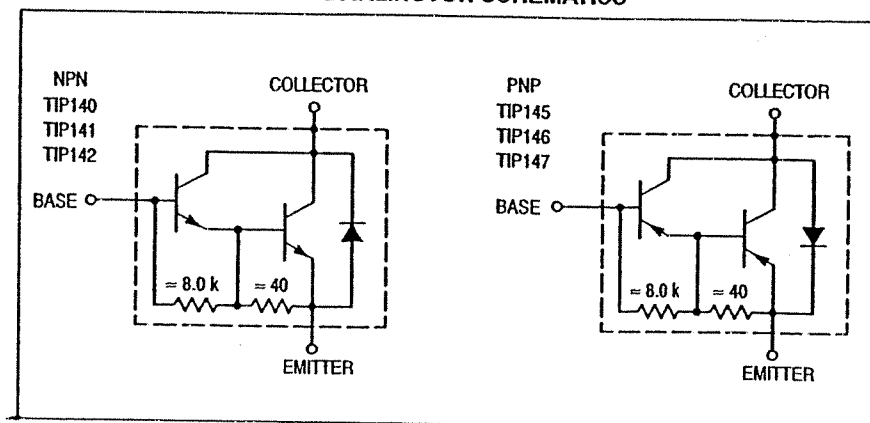 NPN
TIP140
TIP141
TIP142
COLLECTOR
BASE
≈ 8.0 k
≈ 40
EMITTER
PNP
TIP145
TIP146
TIP147
COLLECTOR
BASE
≈ 8.0 k
≈ 40
EMITTER